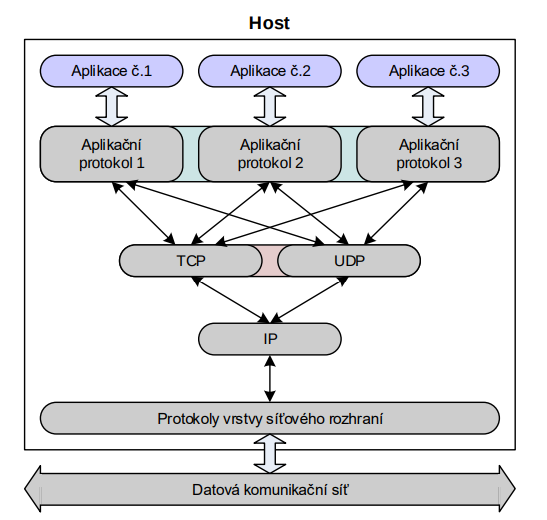 Host
Aplikace č.1
Aplikace č.2
Aplikace č.3
Aplikační
protokol 1
Aplikační
protokol 2
Aplikační
protokol 3
TCP
UDP
IP
Protokoly vrstvy síťového rozhraní
Datová komunikační síť